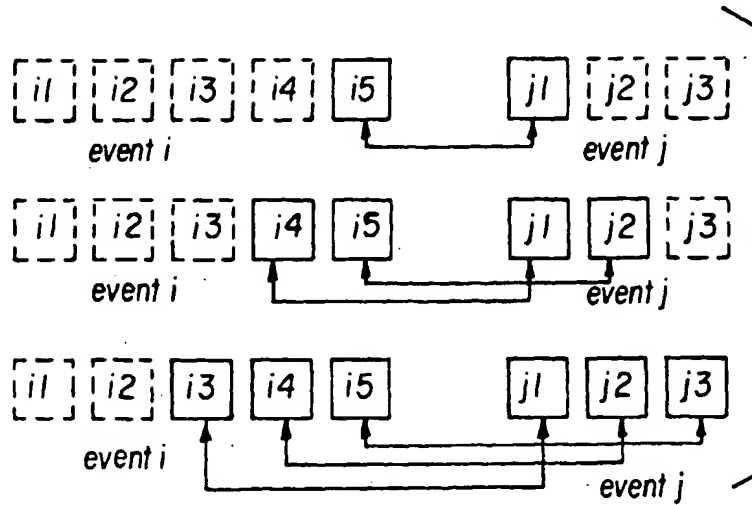 i1 i2 i3 i4 i5 j1 j2 j3
event i event j
i1 i2 i3 i4 i5 j1 j2 j3
event i event j
i1 i2 i3 i4 i5 j1 j2 j3
event i
event j